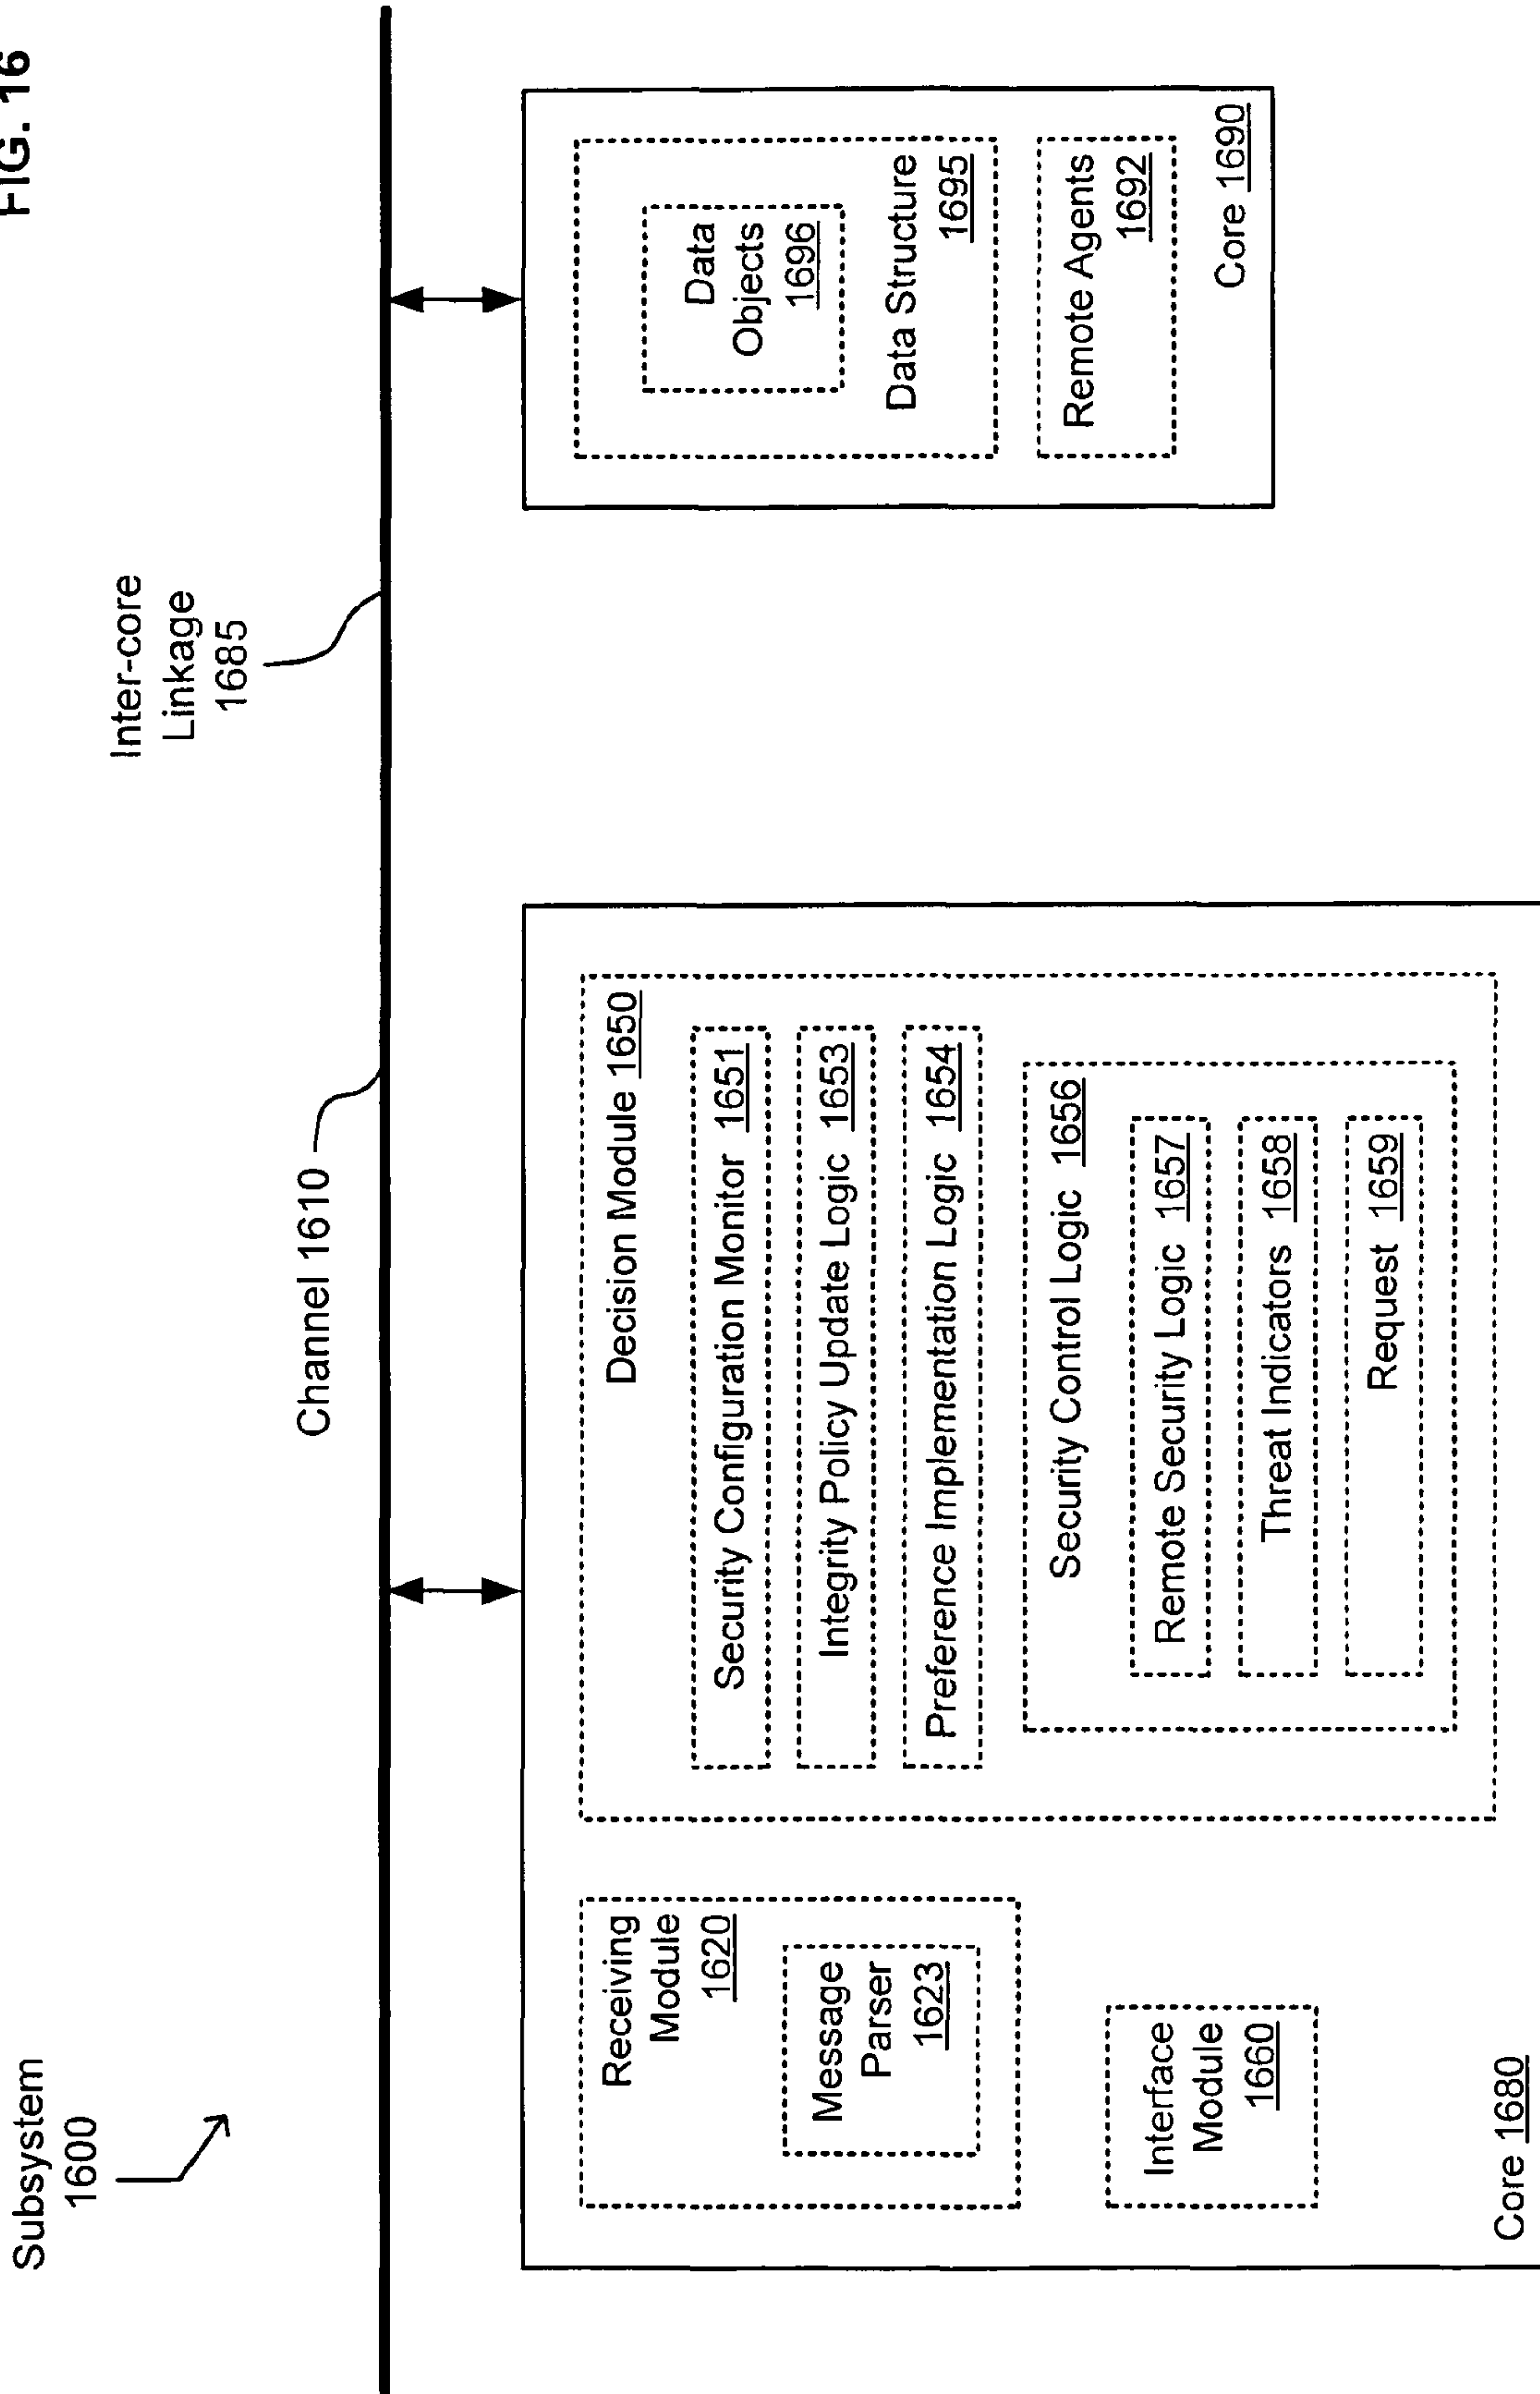 FIG. 16
Subsystem
1600
Channel 1610
Inter-core
Linkage
1685
Receiving
Module
1620
Message
Parser
1623
Interface
Module
1660
Core 1680
Decision Module 1650
Security Configuration Monitor 1651
Integrity Policy Update Logic 1653
Preference Implementation Logic 1654
Security Control Logic 1656
Remote Security Logic 1657
Threat Indicators 1658
Request 1659
Data
Objects
1696
Data Structure
1695
Remote Agents
1692
Core 1690